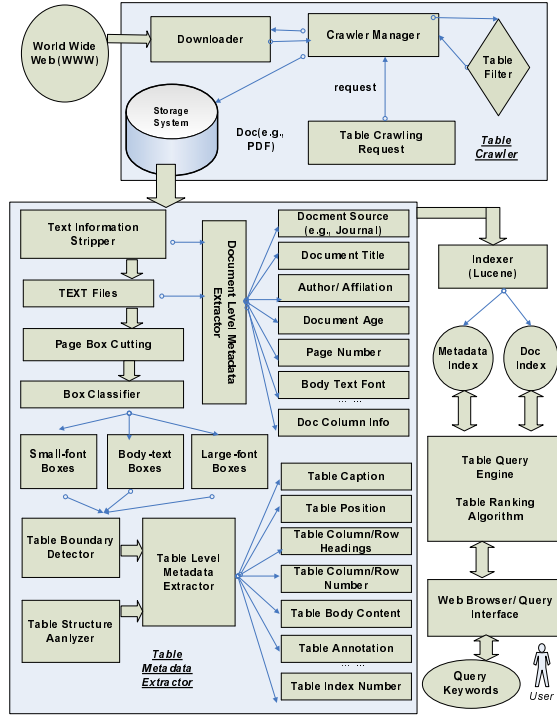 World Wide
Web (WWW)
Downloader
Crawler Manager
Table
Filter
Storage
System
Doc(e.g.,
PDF)
request
Table Crawling
Request
Table
Crawler
Text Information
Stripper
TEXT Files
Page Box Cutting
Box Classifier
Small-font
Boxes
Body-text
Boxes
Large-font
Boxes
Table Boundary
Detector
Table Structure
Aanlyzer
Table Level
Metadata
Extractor
Table
Metadata
Extractor
Document Level Metadata
Extractor
Docment Source
(e.g., Journal)
Document Title
Author/ Affilation
Document Age
Page Number
Body Text Font
... ...
Doc Column Info
Table Caption
Table Position
Table Column/Row
Headings
Table Column/Row
Number
Table Body Content
Table Annotation
... ...
Table Index Number
Indexer
(Lucene)
Metadata
Index
Doc
Index
Table Query
Engine
Table Ranking
Algorithm
Web Browser/ Query
Interface
Query
Keywords
User